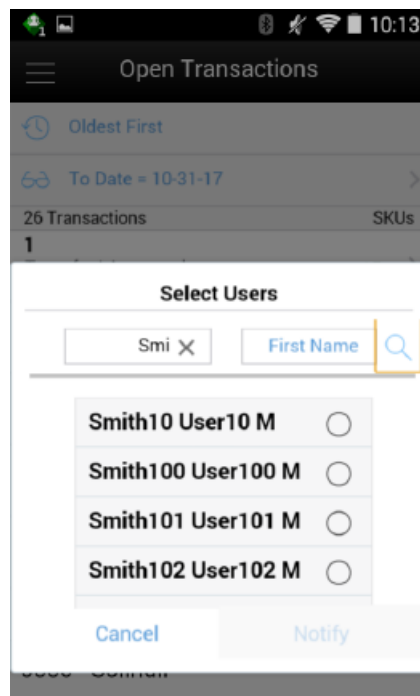 1 10:13
Open Transactions
Oldest First
To Date = 10-31-17
26 Transactions SKUs
1
Select Users
Smi First Name
Smith10 User10 M
Smith100 User100 M
Smith101 User101 M
Smith102 User102 M
Cancel Notify